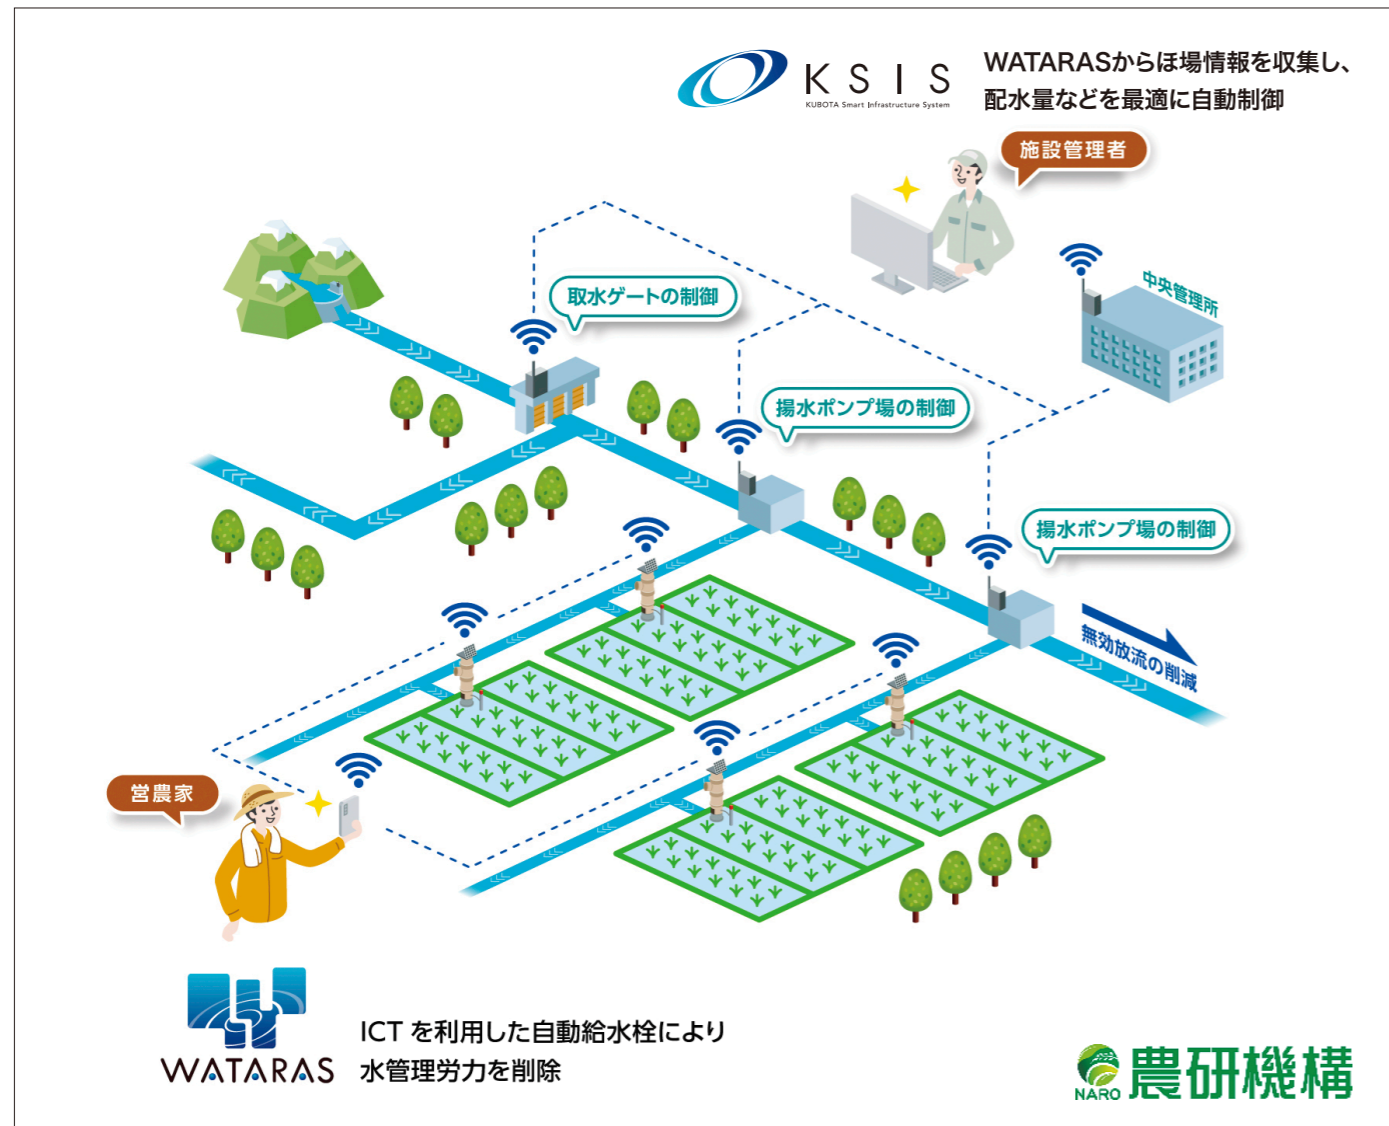 KSIS
KUBOTA Smart Infrastructure System
WATARASからほ場情報を収集し、
配水量などを最適に自動制御
施設管理者
中央管理所
取水ゲートの制御
揚水ポンプ場の制御
揚水ポンプ場の制御
無効放流の削減
営農家
WATARAS
ICT を利用した自動給水栓により
水管理労力を削除
NARO 農研機構